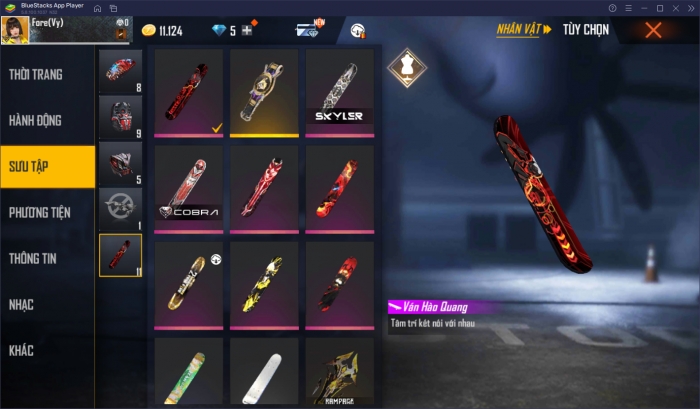 BlueStacks App Player
Fore(Vy)
0
11.124
5
NEW
NHÂN VẬT
TÙY CHỌN
THỜI TRANG
8
HÀNH ĐỘNG
9
SKYLER
SƯU TẬP
5
COBRA
PHƯƠNG TIỆN
1
THÔNG TIN
11
Ván Hào Quang
Tâm trí kết nối với nhau
NHẠC
KHÁC
RAMPAGE